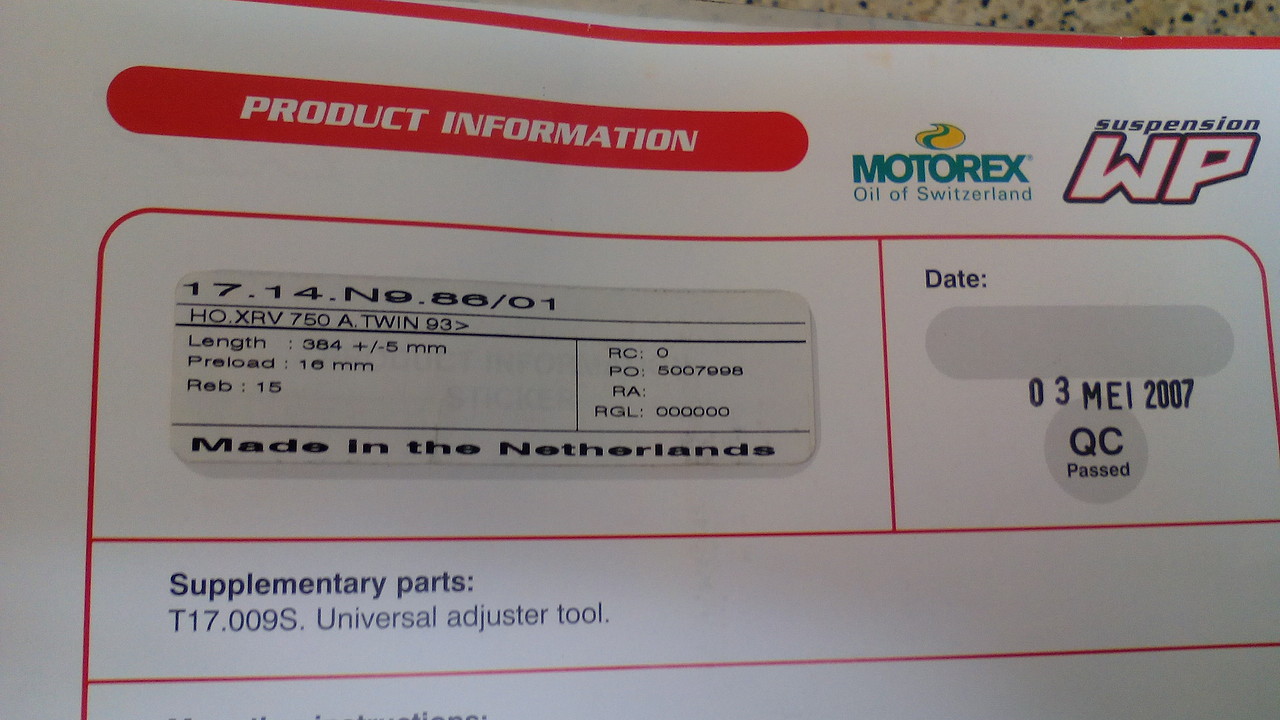 PRODUCT INFORMATION
MOTOREX
Oil of Switzerland
suspension
WP
17.14.N9.86/01
HO.XRV 750 A.TWIN 93>
Length : 384 +/-5 mm
Preload : 16 mm
Reb : 15
RC: 0
PO: 5007998
RA:
RGL: 000000
Made in the Netherlands
Date:
03 MEI 2007
QC
Passed
Supplementary parts:
T17.009S. Universal adjuster tool.
instructions: